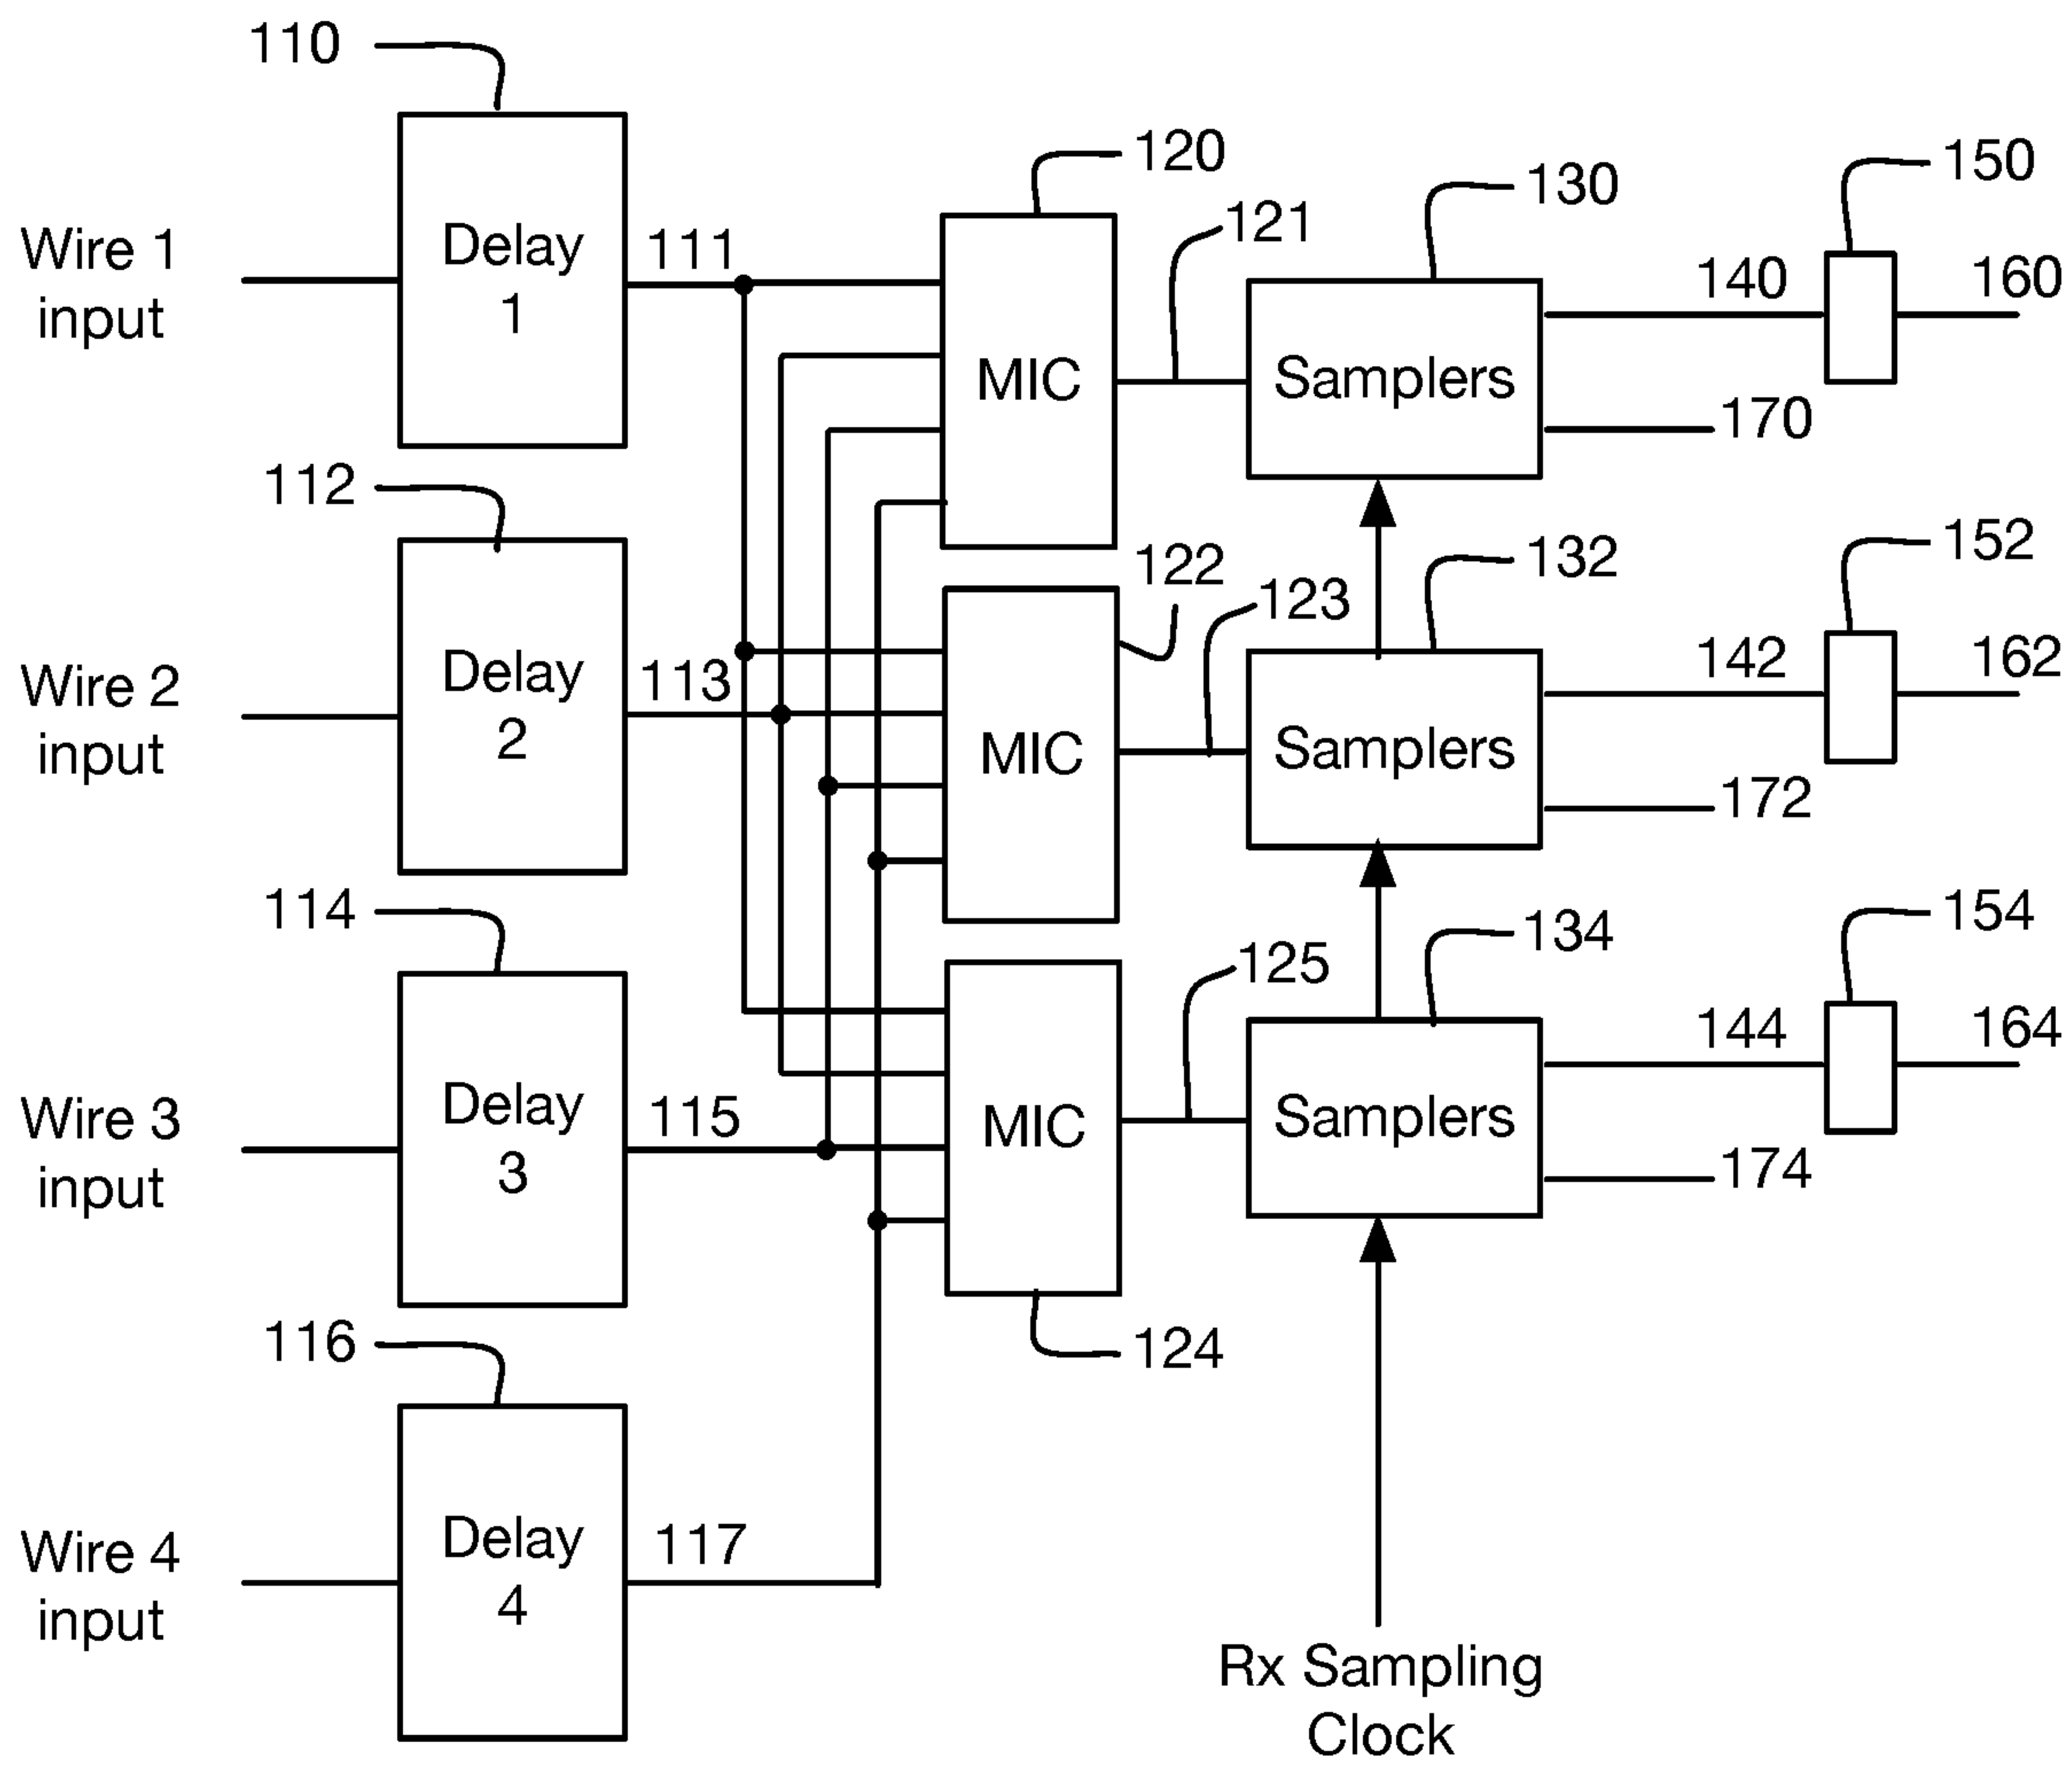 110
120
150
130
Wire 1
input
Delay
1
111
121
140
160
MIC
Samplers
170
112
122
132
152
123
Wire 2
input
Delay
2
113
142
162
MIC
Samplers
172
114
125
134
154
Wire 3
input
Delay
3
115
144
164
MIC
Samplers
174
116
124
Wire 4
input
Delay
4
117
Rx Sampling
Clock